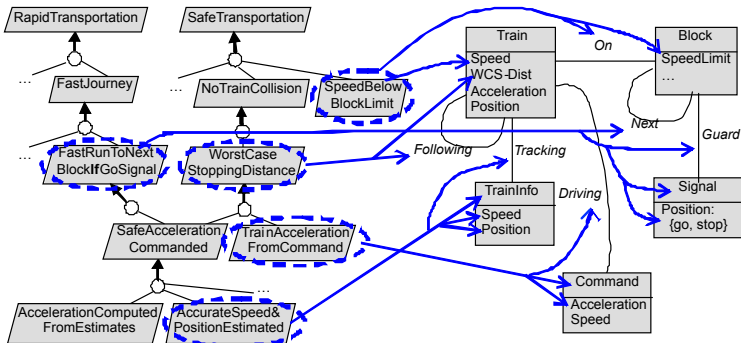 RapidTransportation
SafeTransportation
Train
Block
On
Speed
WCS-Dist
Acceleration
Position
SpeedLimit
...
...
FastJourney
...
NoTrainCollision
SpeedBelow
BlockLimit
Next
Guard
FastRunToNext
BlockIfGoSignal
WorstCase
StoppingDistance
Following
Tracking
TrainInfo
Driving
Signal
Speed
Position
Position:
{go, stop}
SafeAcceleration
Commanded
TrainAcceleration
FromCommand
...
Command
AccelerationComputed
FromEstimates
AccurateSpeed&
PositionEstimated
Acceleration
Speed